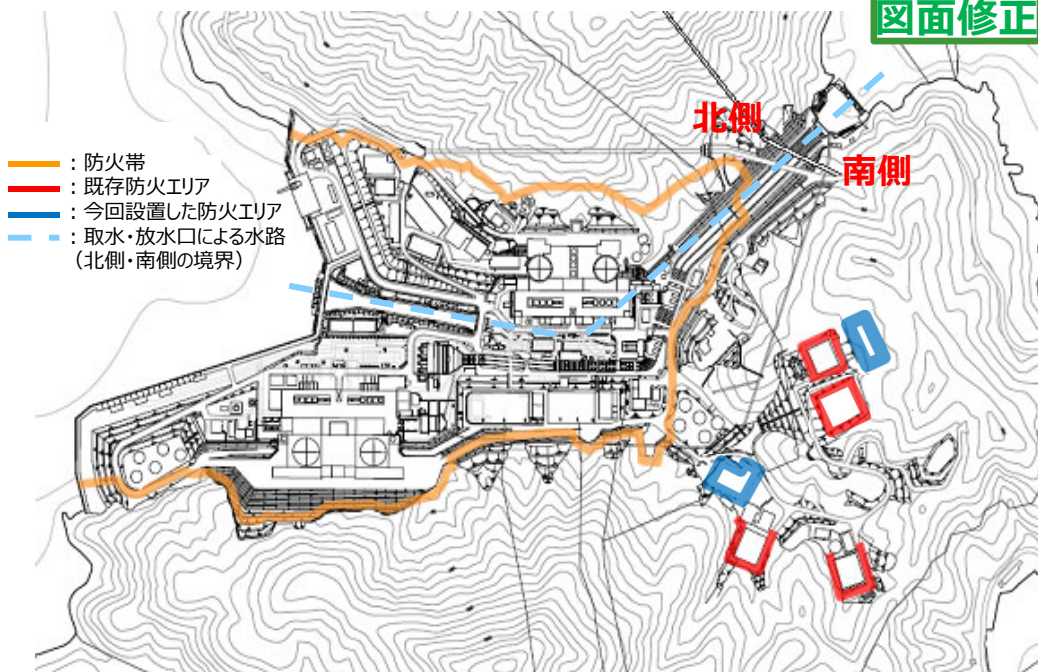 図面修正
北側
南側
：防火帯
：既存防火エリア
：今回設置した防火エリア
：取水・放水口による水路
（北側・南側の境界）